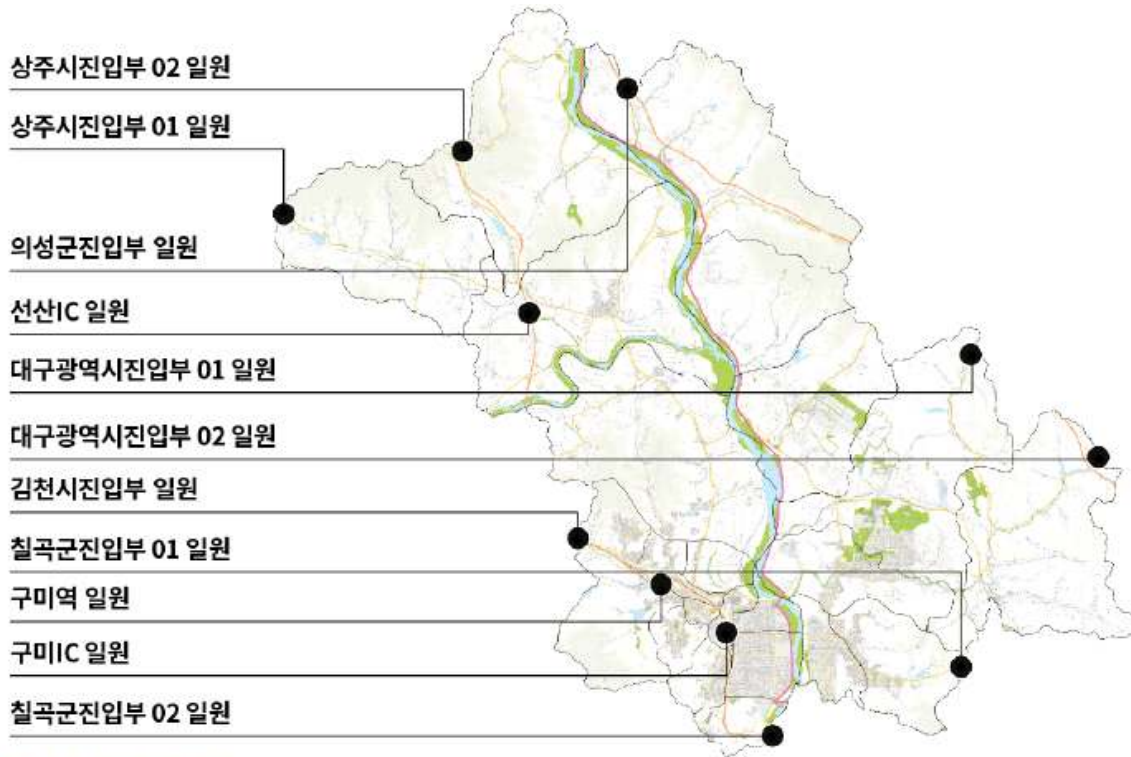 상주시진입부 02 일원
상주시진입부 01 일원
의성군진입부 일원
선산IC 일원
대구광역시진입부 01 일원
대구광역시진입부 02 일원
김천시진입부 일원
칠곡군진입부 01 일원
구미역 일원
구미IC 일원
칠곡군진입부 02 일원